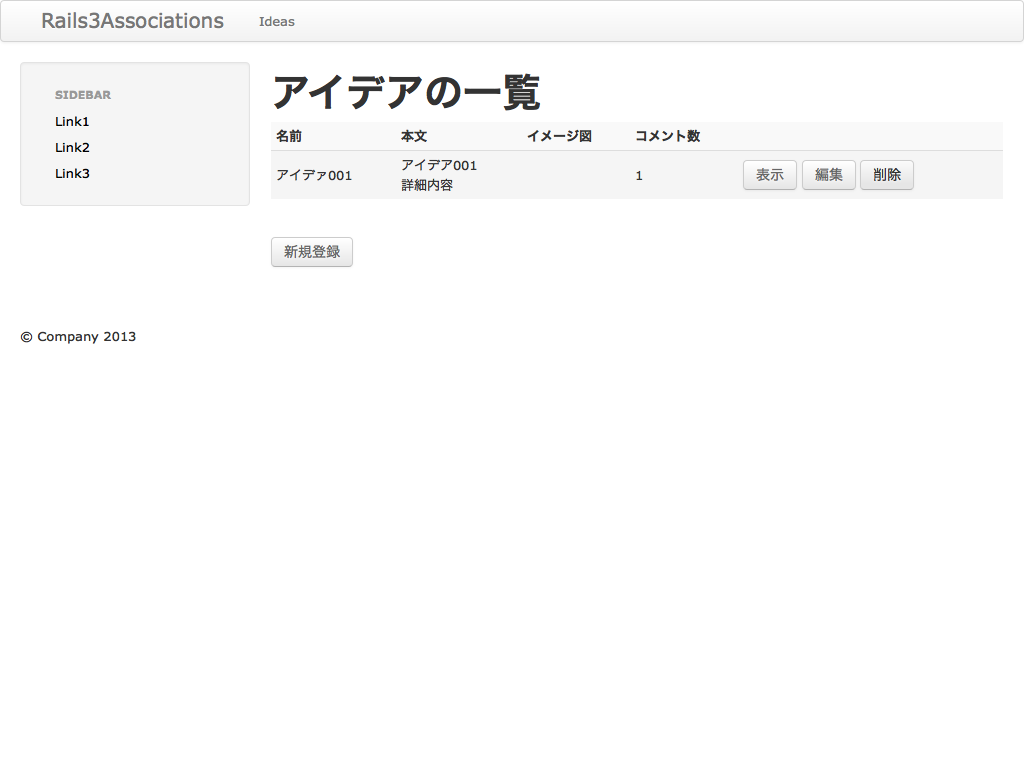 Rails3Associations Ideas
SIDEBAR
Link1
Link2
Link3
アイデアの一覧
名前 本文 イメージ図 コメント数
アイデァ001 アイデア001 1 表示 編集 削除
詳細内容
新規登録
© Company 2013